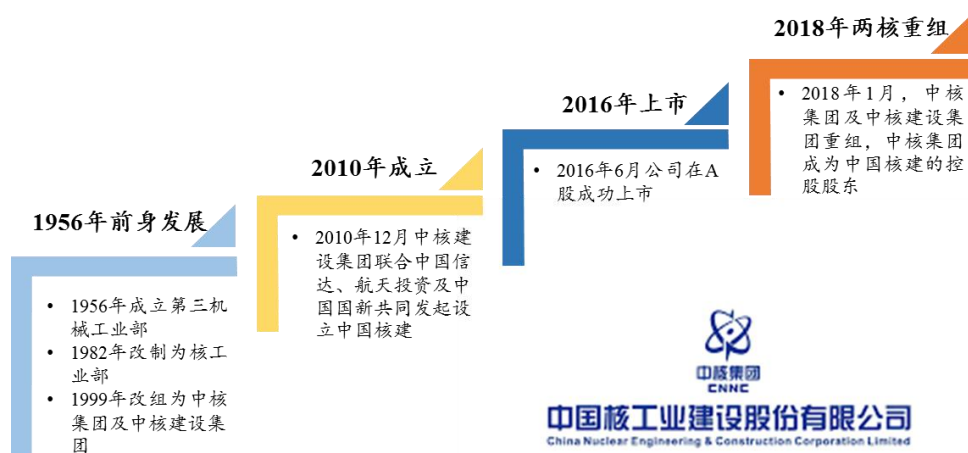 1956年前身发展
• 1956年成立第三机
械工业部
• 1982年改制为核工
业部
• 1999年改组为中核
集团及中核建设集
团
2010年成立
• 2010年12月中核建
设集团联合中国信
达、航天投资及中
国国新共同发起设
立中国核建
2016年上市
• 2016年6月公司在A
股成功上市
2018年两核重组
• 2018年1月，中核
集团及中核建设集
团重组，中核集团
成为中国核建的控
股股东
中核集团
CNNC
中国核工业建设股份有限公司
China Nuclear Engineering & Construction Corporation Limited